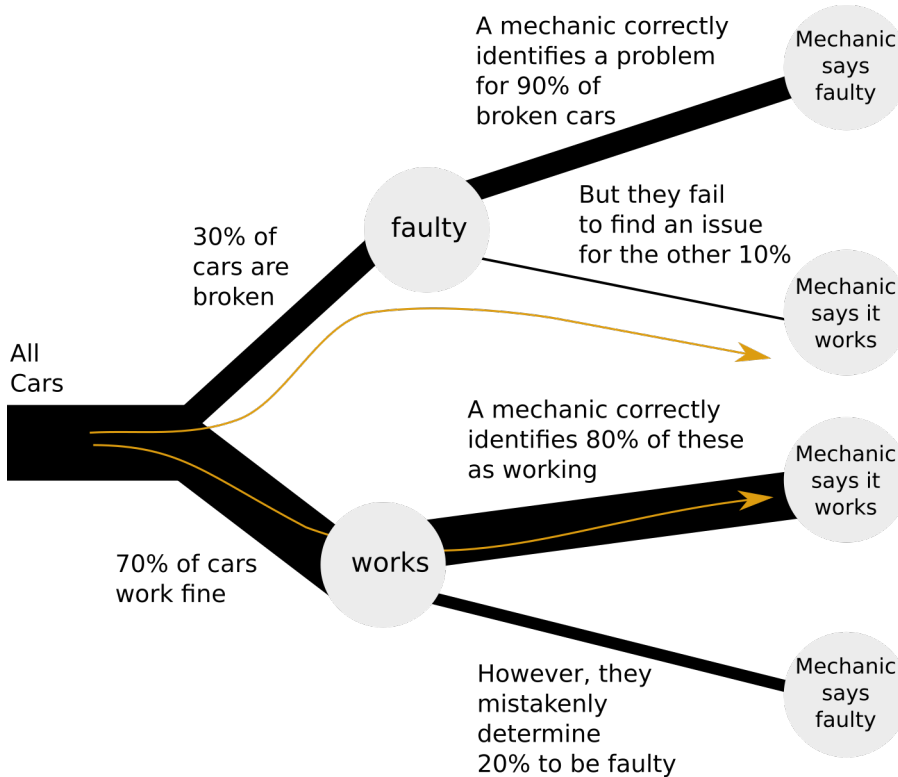 A mechanic correctly
identifies a problem
for 90% of
broken cars
Mechanic
says
faulty
30% of
cars are
broken
faulty
But they fail
to find an issue
for the other 10%
Mechanic
says it
works
All
Cars
A mechanic correctly
identifies 80% of these
as working
Mechanic
says it
works
70% of cars
work fine
works
However, they
mistakenly
determine
20% to be faulty
Mechanic
says
faulty